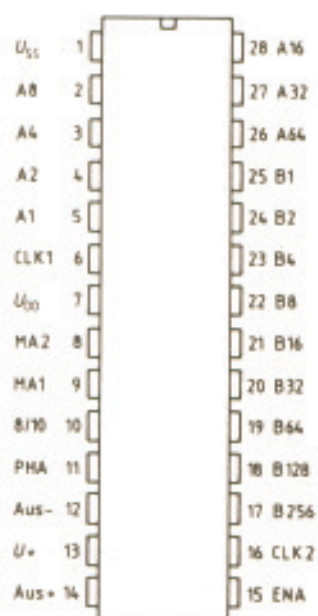 U_SS 1 28 A16
A8 2 27 A32
A4 3 26 A64
A2 4 25 B1
A1 5 24 B2
CLK1 6 23 B4
U_DD 7 22 B8
MA2 8 21 B16
MA1 9 20 B32
8/10 10 19 B64
PHA 11 18 B128
Aus- 12 17 B256
U+ 13 16 CLK2
Aus+ 14 15 ENA